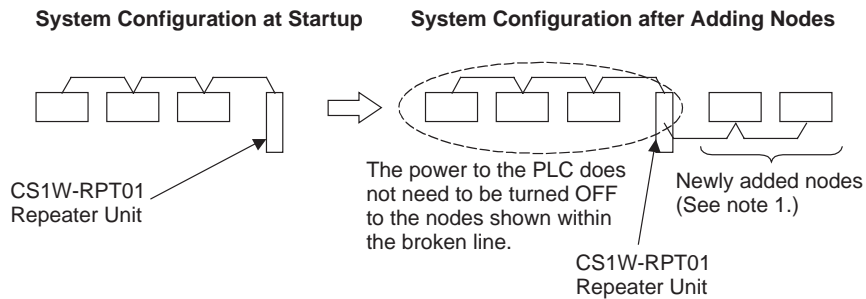 System Configuration at Startup
System Configuration after Adding Nodes
CS1W-RPT01
Repeater Unit
The power to the PLC does
not need to be turned OFF
to the nodes shown within
the broken line.
Newly added nodes
(See note 1.)
CS1W-RPT01
Repeater Unit